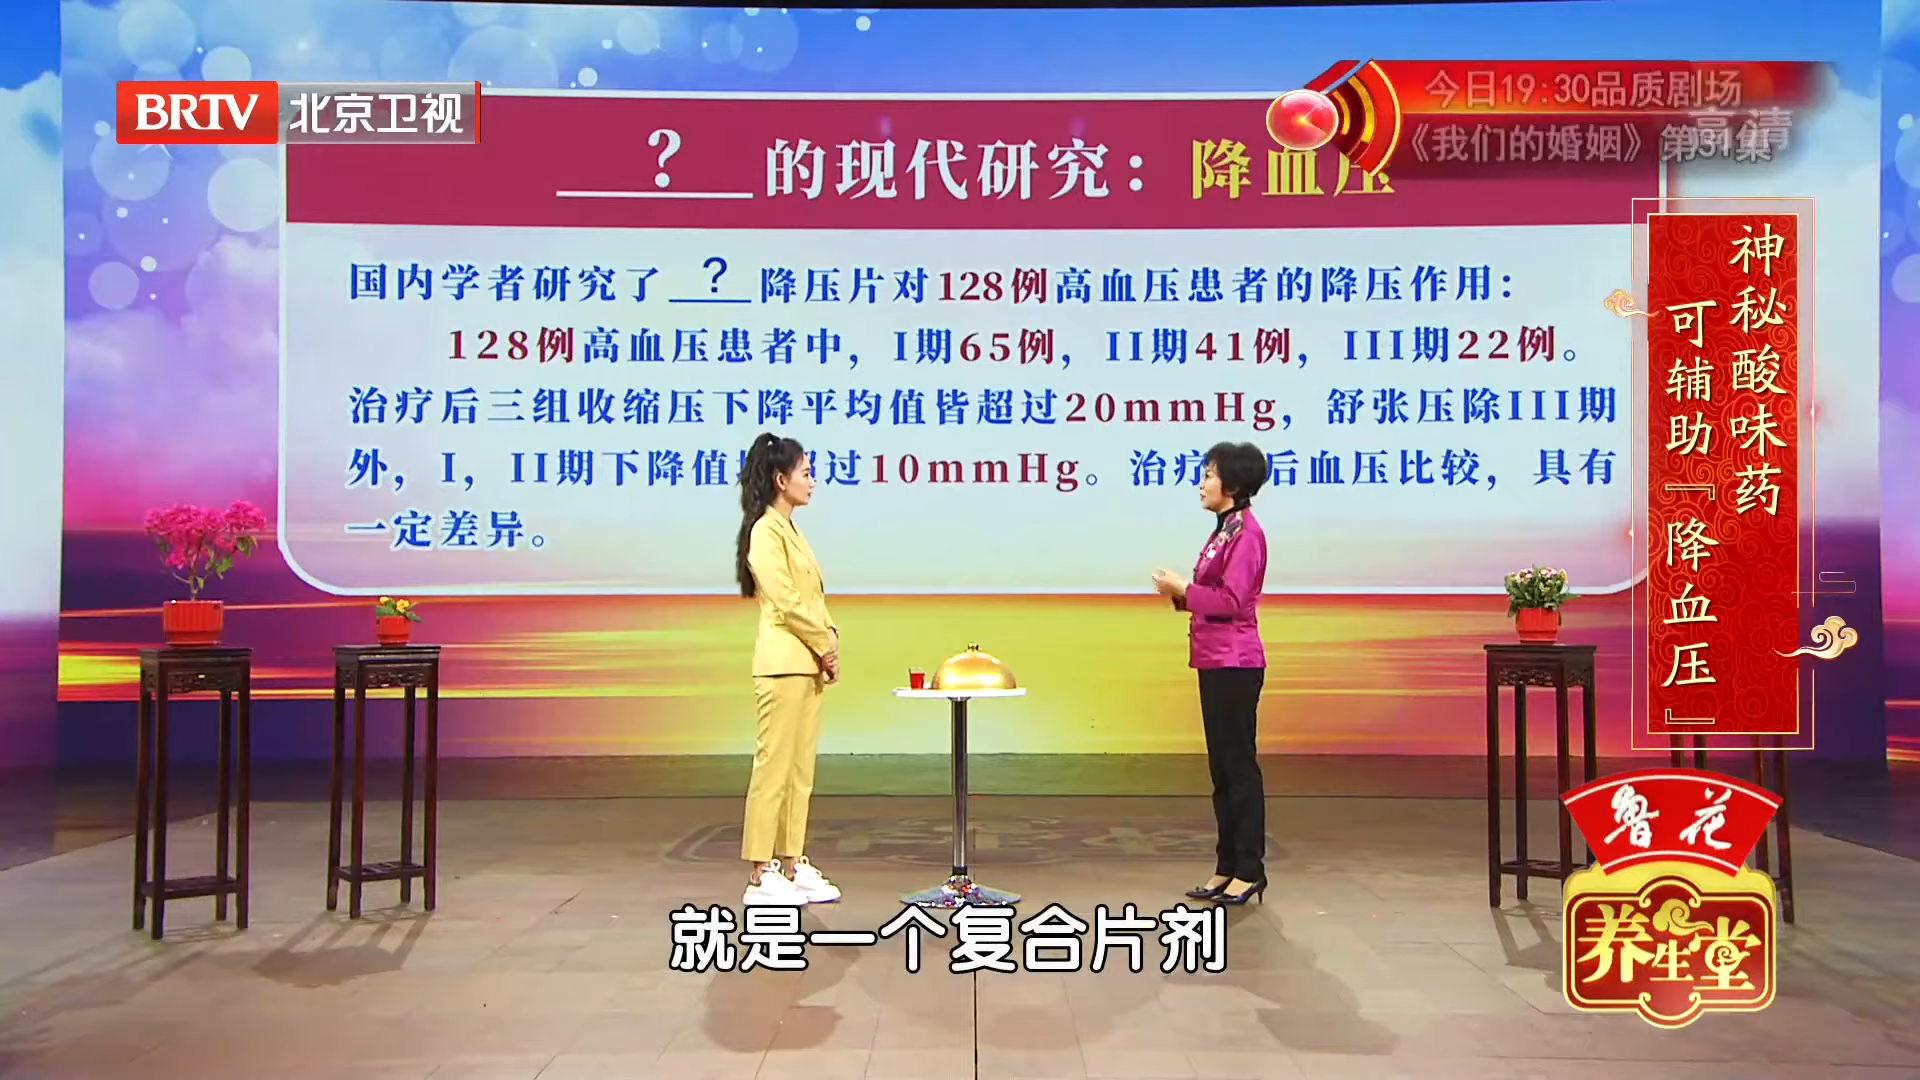 BRTV 北京卫视
今日19:30品质剧场
《我们的婚姻》第31集
高清
?的现代研究：降血压
国内学者研究了?降压片对128例高血压患者的降压作用：
128例高血压患者中，I期65例，II期41例，III期22例。
治疗后三组收缩压下降平均值皆超过20mmHg，舒张压除III期
外，I，II期下降值 过10mmHg。治疗 后血压比较，具有
一定差异。
神秘酸味药
可辅助『降血压』
鲁花
养生堂
就是一个复合片剂